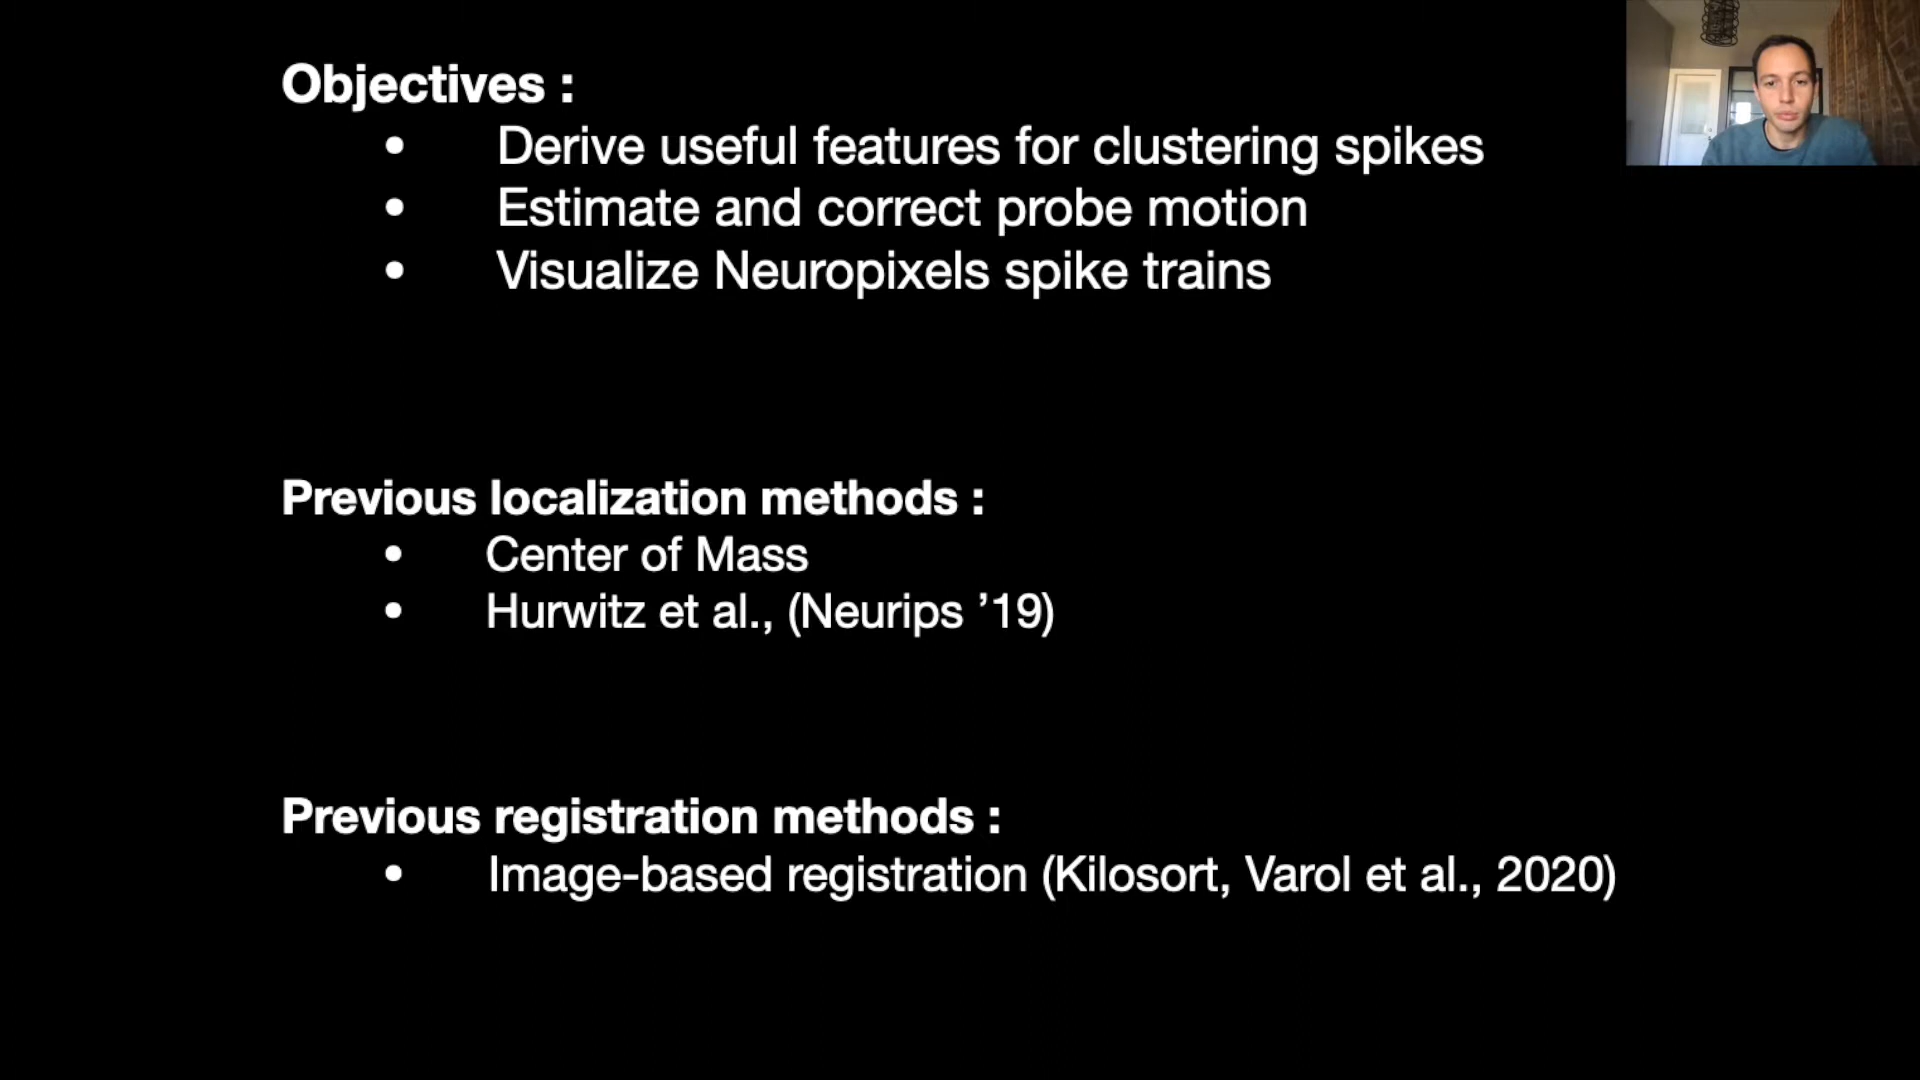 Objectives :
• Derive useful features for clustering spikes
• Estimate and correct probe motion
• Visualize Neuropixels spike trains
Previous localization methods :
• Center of Mass
• Hurwitz et al., (Neurips ’19)
Previous registration methods :
• Image-based registration (Kilosort, Varol et al., 2020)